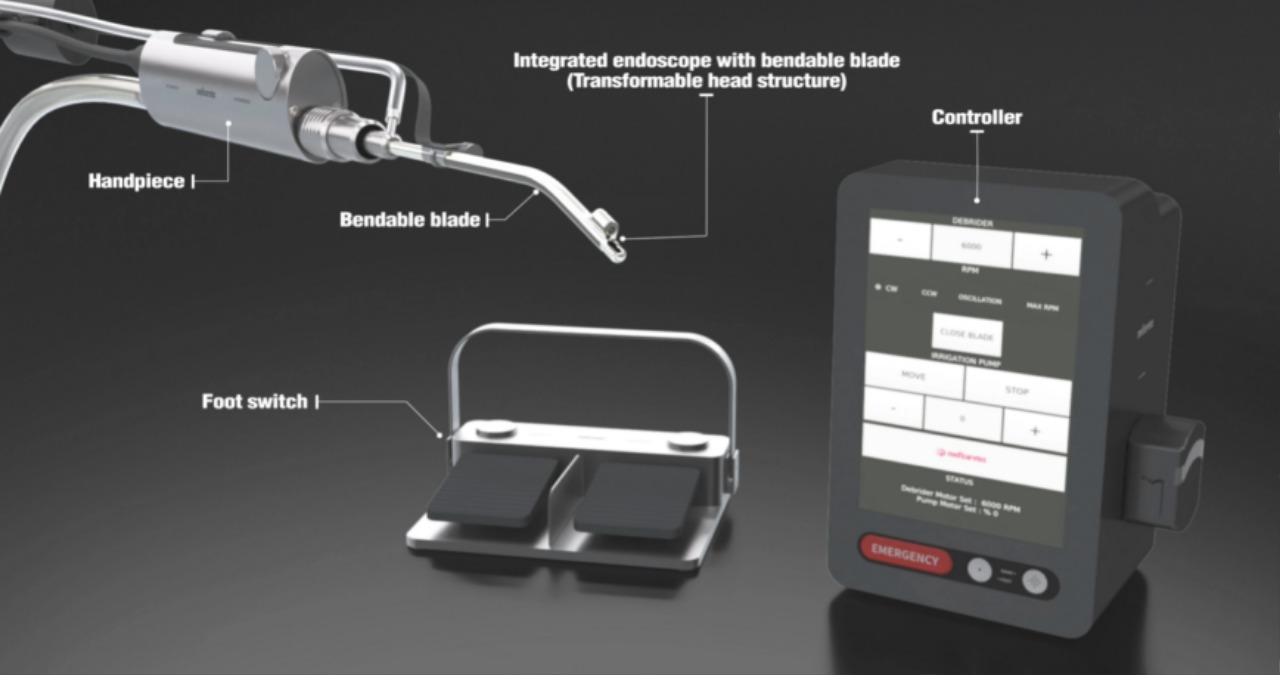 Integrated endoscope with bendable blade
(Transformable head structure)
Controller
Handpiece
Bendable blade
Foot switch
DEBRIDER
- 6000 +
RPM
CW CCW OSCILLATION MAX RPM
CLOSE BLADE
IRRIGATION PUMP
MOVE STOP
- 0 +
STATUS
Debrider Motor Set : 6000 RPM
Pump Motor Set : % 0
EMERGENCY